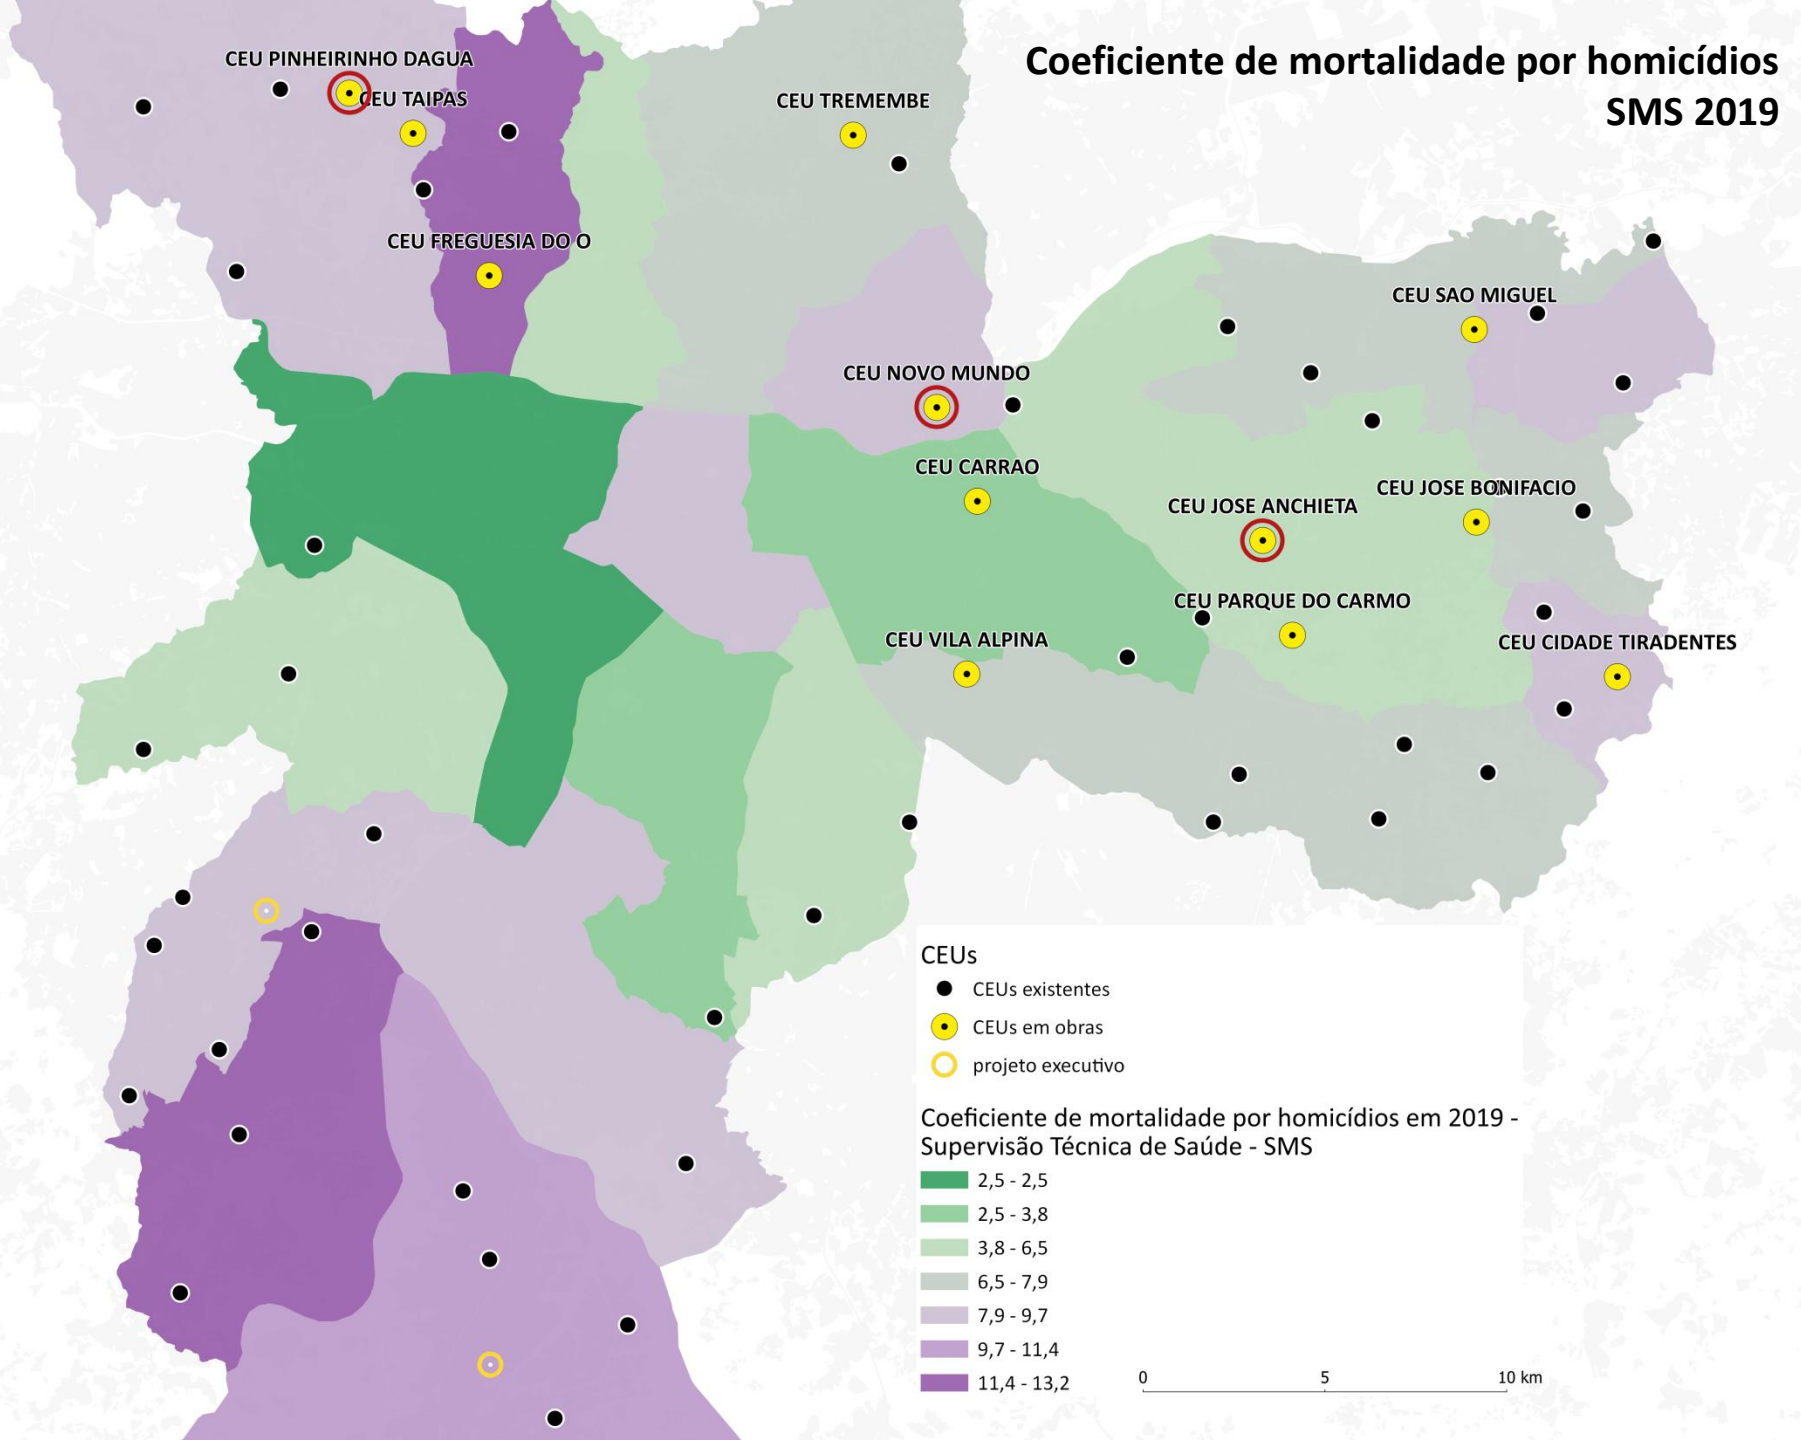 Coeficiente de mortalidade por homicídios
SMS 2019
CEU PINHEIRINHO DAGUA
CEU TAIPAS
CEU TREMEMBE
CEU FREGUESIA DO O
CEU SAO MIGUEL
CEU NOVO MUNDO
CEU CARRAO
CEU JOSE BONIFACIO
CEU JOSE ANCHIETA
CEU PARQUE DO CARMO
CEU VILA ALPINA
CEU CIDADE TIRADENTES
CEUs
CEUs existentes
CEUs em obras
projeto executivo
Coeficiente de mortalidade por homicídios em 2019 -
Supervisão Técnica de Saúde - SMS
2,5 - 2,5
2,5 - 3,8
3,8 - 6,5
6,5 - 7,9
7,9 - 9,7
9,7 - 11,4
11,4 - 13,2
0 5 10 km